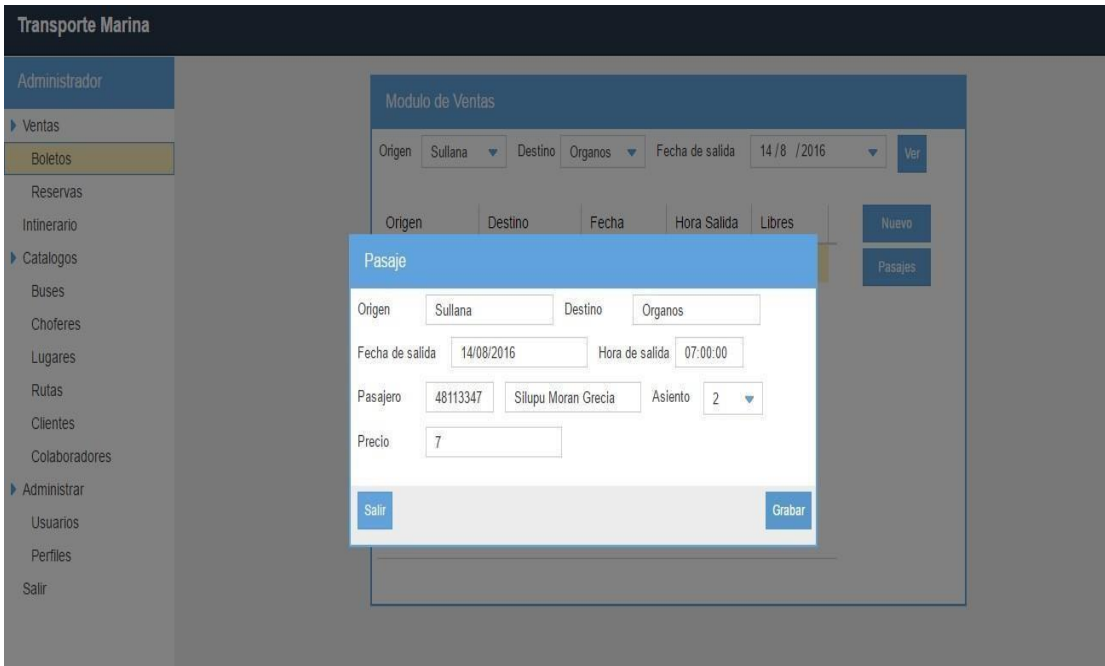 Transporte Marina
Administrador
Ventas
Boletos
Reservas
Intinerario
Catalogos
Buses
Choferes
Lugares
Rutas
Clientes
Colaboradores
Administrar
Usuarios
Perfiles
Salir
Modulo de Ventas
Origen Sullana Destino Organos Fecha de salida 14/8 /2016 Ver
Origen Destino Fecha Hora Salida Libres Nuevo
Pasajes
Pasaje
Origen Sullana Destino Organos
Fecha de salida 14/08/2016 Hora de salida 07:00:00
Pasajero 48113347 Silupu Moran Grecia Asiento 2
Precio 7
Salir Grabar